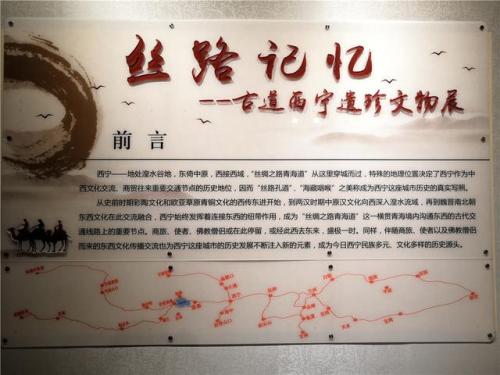 丝路记忆
---古道西宁遗珍文物展
前言
西宁——地处湟水谷地，东倚中原，西接西域，“丝绸之路青海道”从这里穿城而过，特殊的地理位置决定了西宁作为中
西文化交流、商贸往来重要交通节点的历史地位，因而“丝路孔道”、“海藏咽喉”之美称成为西宁这座城市历史的真实写照。
从史前时期彩陶文化和欧亚草原青铜文化的西传东进开始，到两汉时期中原汉文化向西深入湟水流域，再到魏晋南北朝
东西文化在此交流融合，西宁始终发挥着连接东西的纽带作用，成为“丝绸之路青海道”这一横贯青海境内沟通东西的古代交
通线路上的重要节点。商旅、使者、佛教僧侣或在此停留，或经此西去东来，盛极一时。同样，伴随商旅、使者以及佛教僧侣
而来的东西文化传播交流也为西宁这座城市的历史发展不断注入新的元素，成为今日西宁民族多元、文化多样的历史源头。
西宁